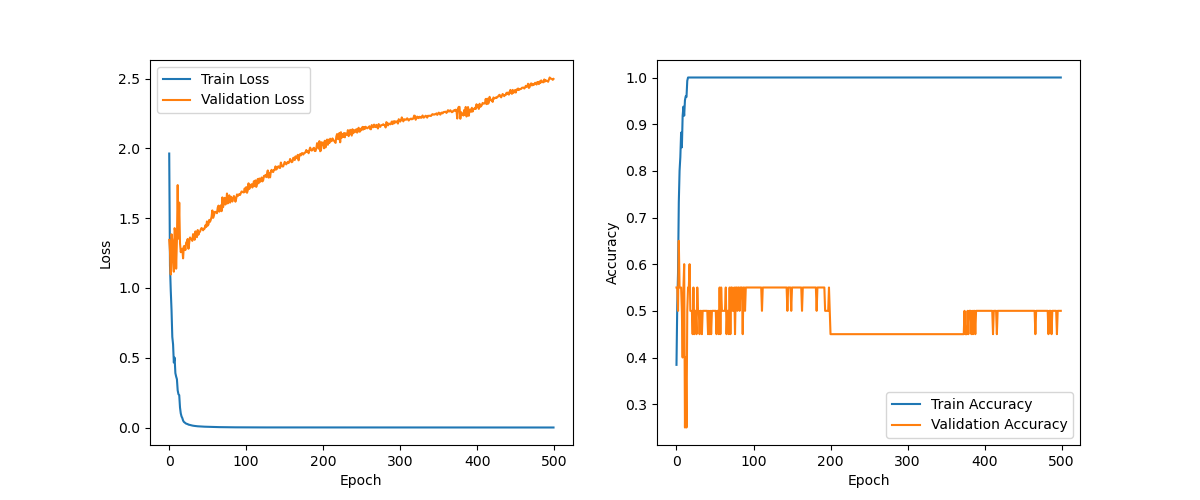 Train Loss
Validation Loss
2.5
2.0
1.5
1.0
0.5
0.0
Loss
0 100 200 300 400 500
Epoch
1.0
0.9
0.8
0.7
0.6
0.5
0.4
0.3
Accuracy
Train Accuracy
Validation Accuracy
0 100 200 300 400 500
Epoch